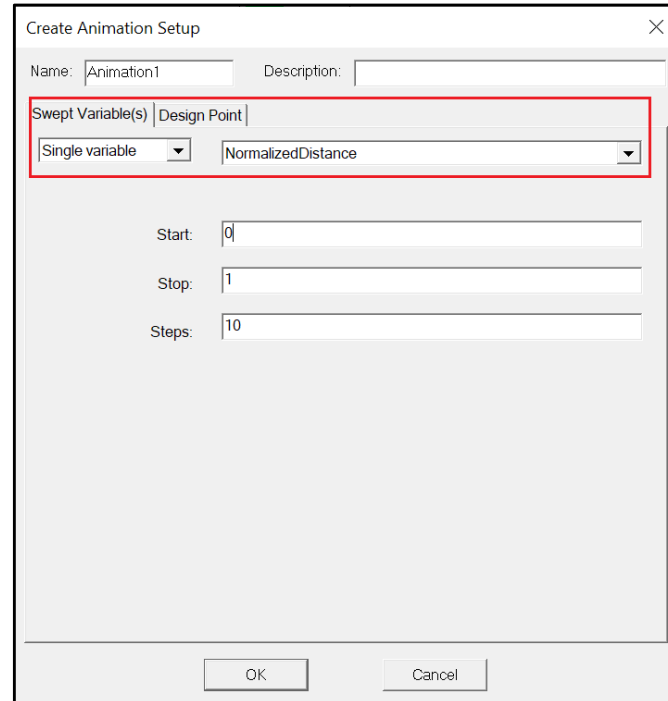 Create Animation Setup
Name: Animation1 Description:
Swept Variable(s) Design Point
Single variable NormalizedDistance
Start: 0
Stop: 1
Steps: 10
OK Cancel